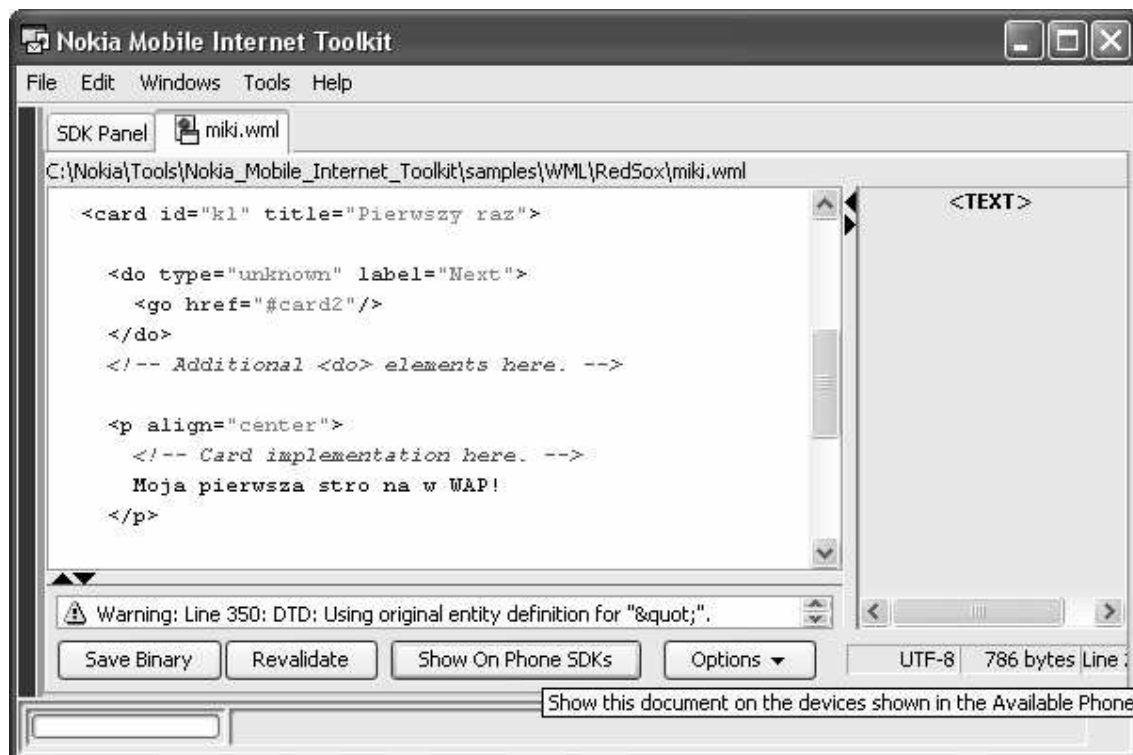 Nokia Mobile Internet Toolkit
File Edit Windows Tools Help
SDK Panel miki.wml
C:\Nokia\Tools\Nokia_Mobile_Internet_Toolkit\samples\WML\RedSox\miki.wml
<card id="k1" title="Pierwszy raz">
<do type="unknown" label="Next">
<go href="#card2"/>
</do>
<!-- Additional <do> elements here. -->
<p align="center">
<!-- Card implementation here. -->
Moja pierwsza stro na w WAP!
</p>
<TEXT>
Warning: Line 350: DTD: Using original entity definition for "&quot;".
Save Binary Revalidate Show On Phone SDKs Options UTF-8 786 bytes Line
Show this document on the devices shown in the Available Phone